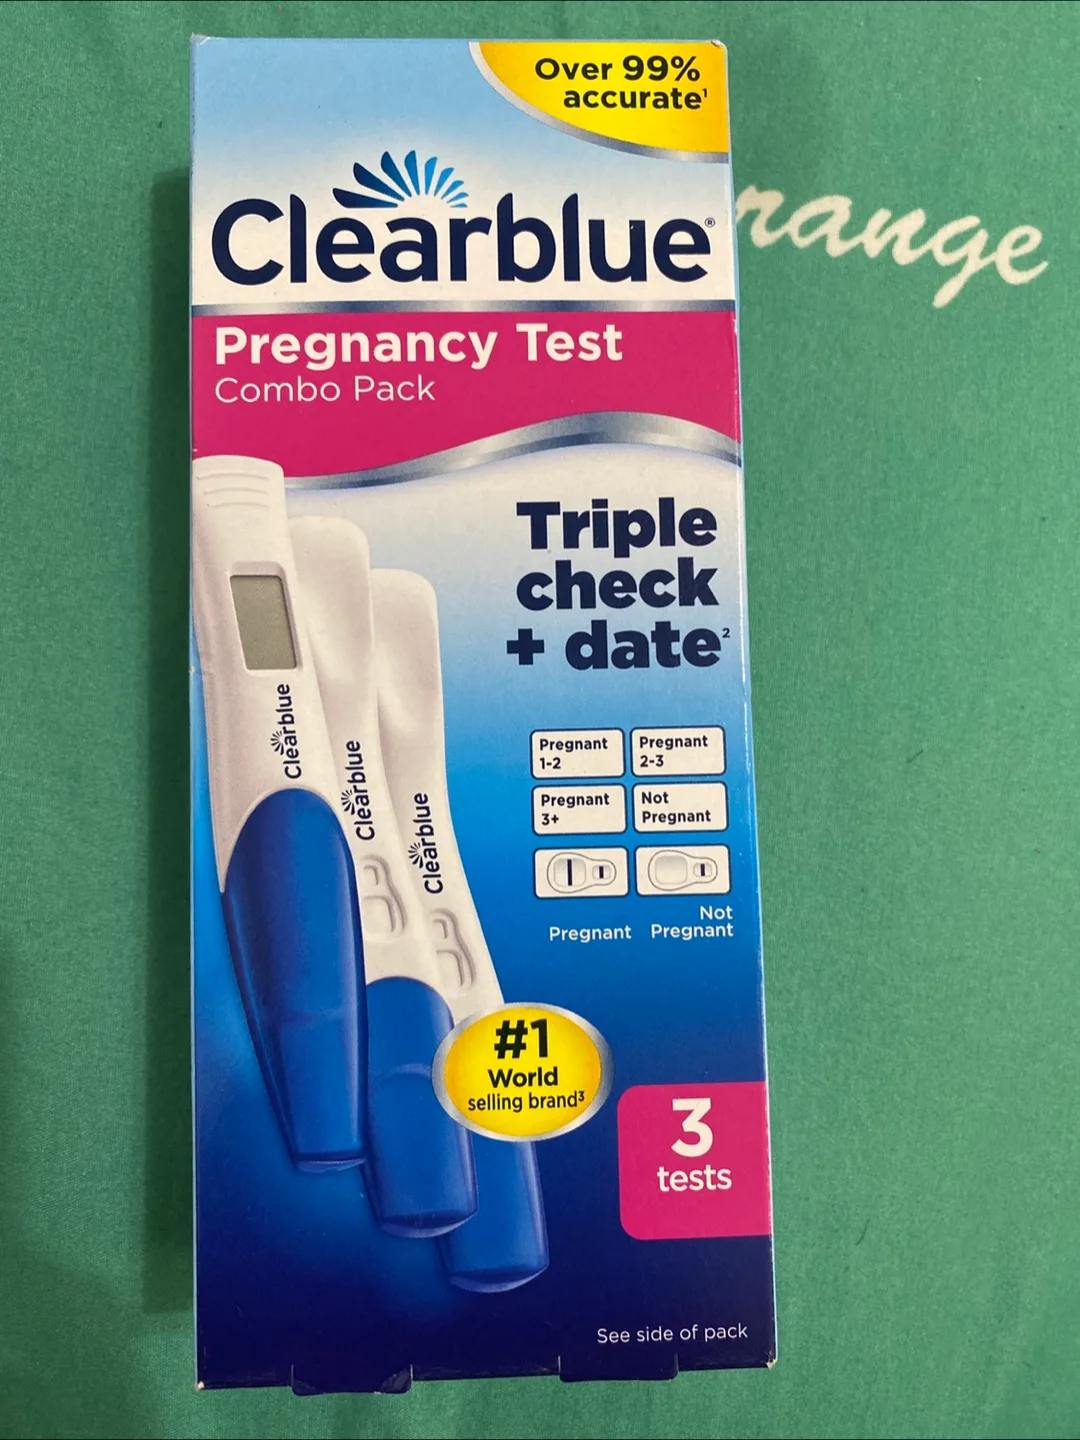 Over 99%
accurate¹
Clearblue®
range
Pregnancy Test
Combo Pack
Triple
check
+ date²
Clearblue
Clearblue
Clearblue
Pregnant
1-2
Pregnant
2-3
Pregnant
3+
Not
Pregnant
Pregnant
Not
Pregnant
#1
World
selling brand³
3
tests
See side of pack